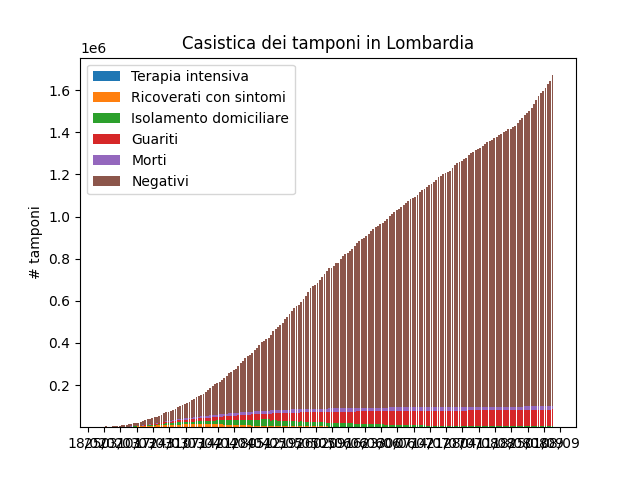 Casistica dei tamponi in Lombardia
1e6
Terapia intensiva
Ricoverati con sintomi
Isolamento domiciliare
Guariti
Morti
Negativi
# tamponi
1.6
1.4
1.2
1.0
0.8
0.6
0.4
0.2